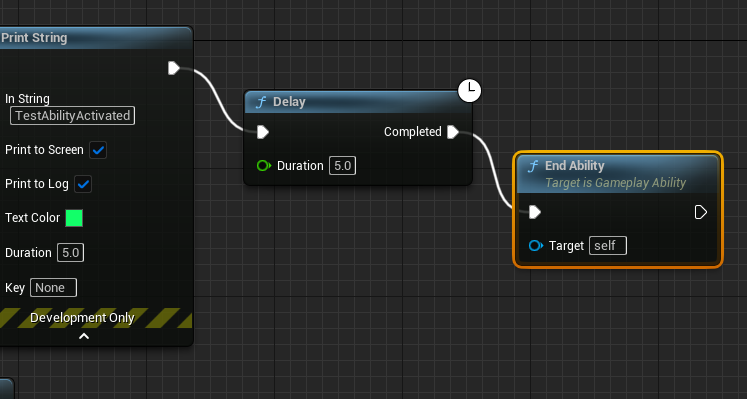 Print String
In String
TestAbilityActivated
Print to Screen
Print to Log
Text Color
Duration 5.0
Key None
Development Only
f Delay
Completed
Duration 5.0
f End Ability
Target is Gameplay Ability
Target self